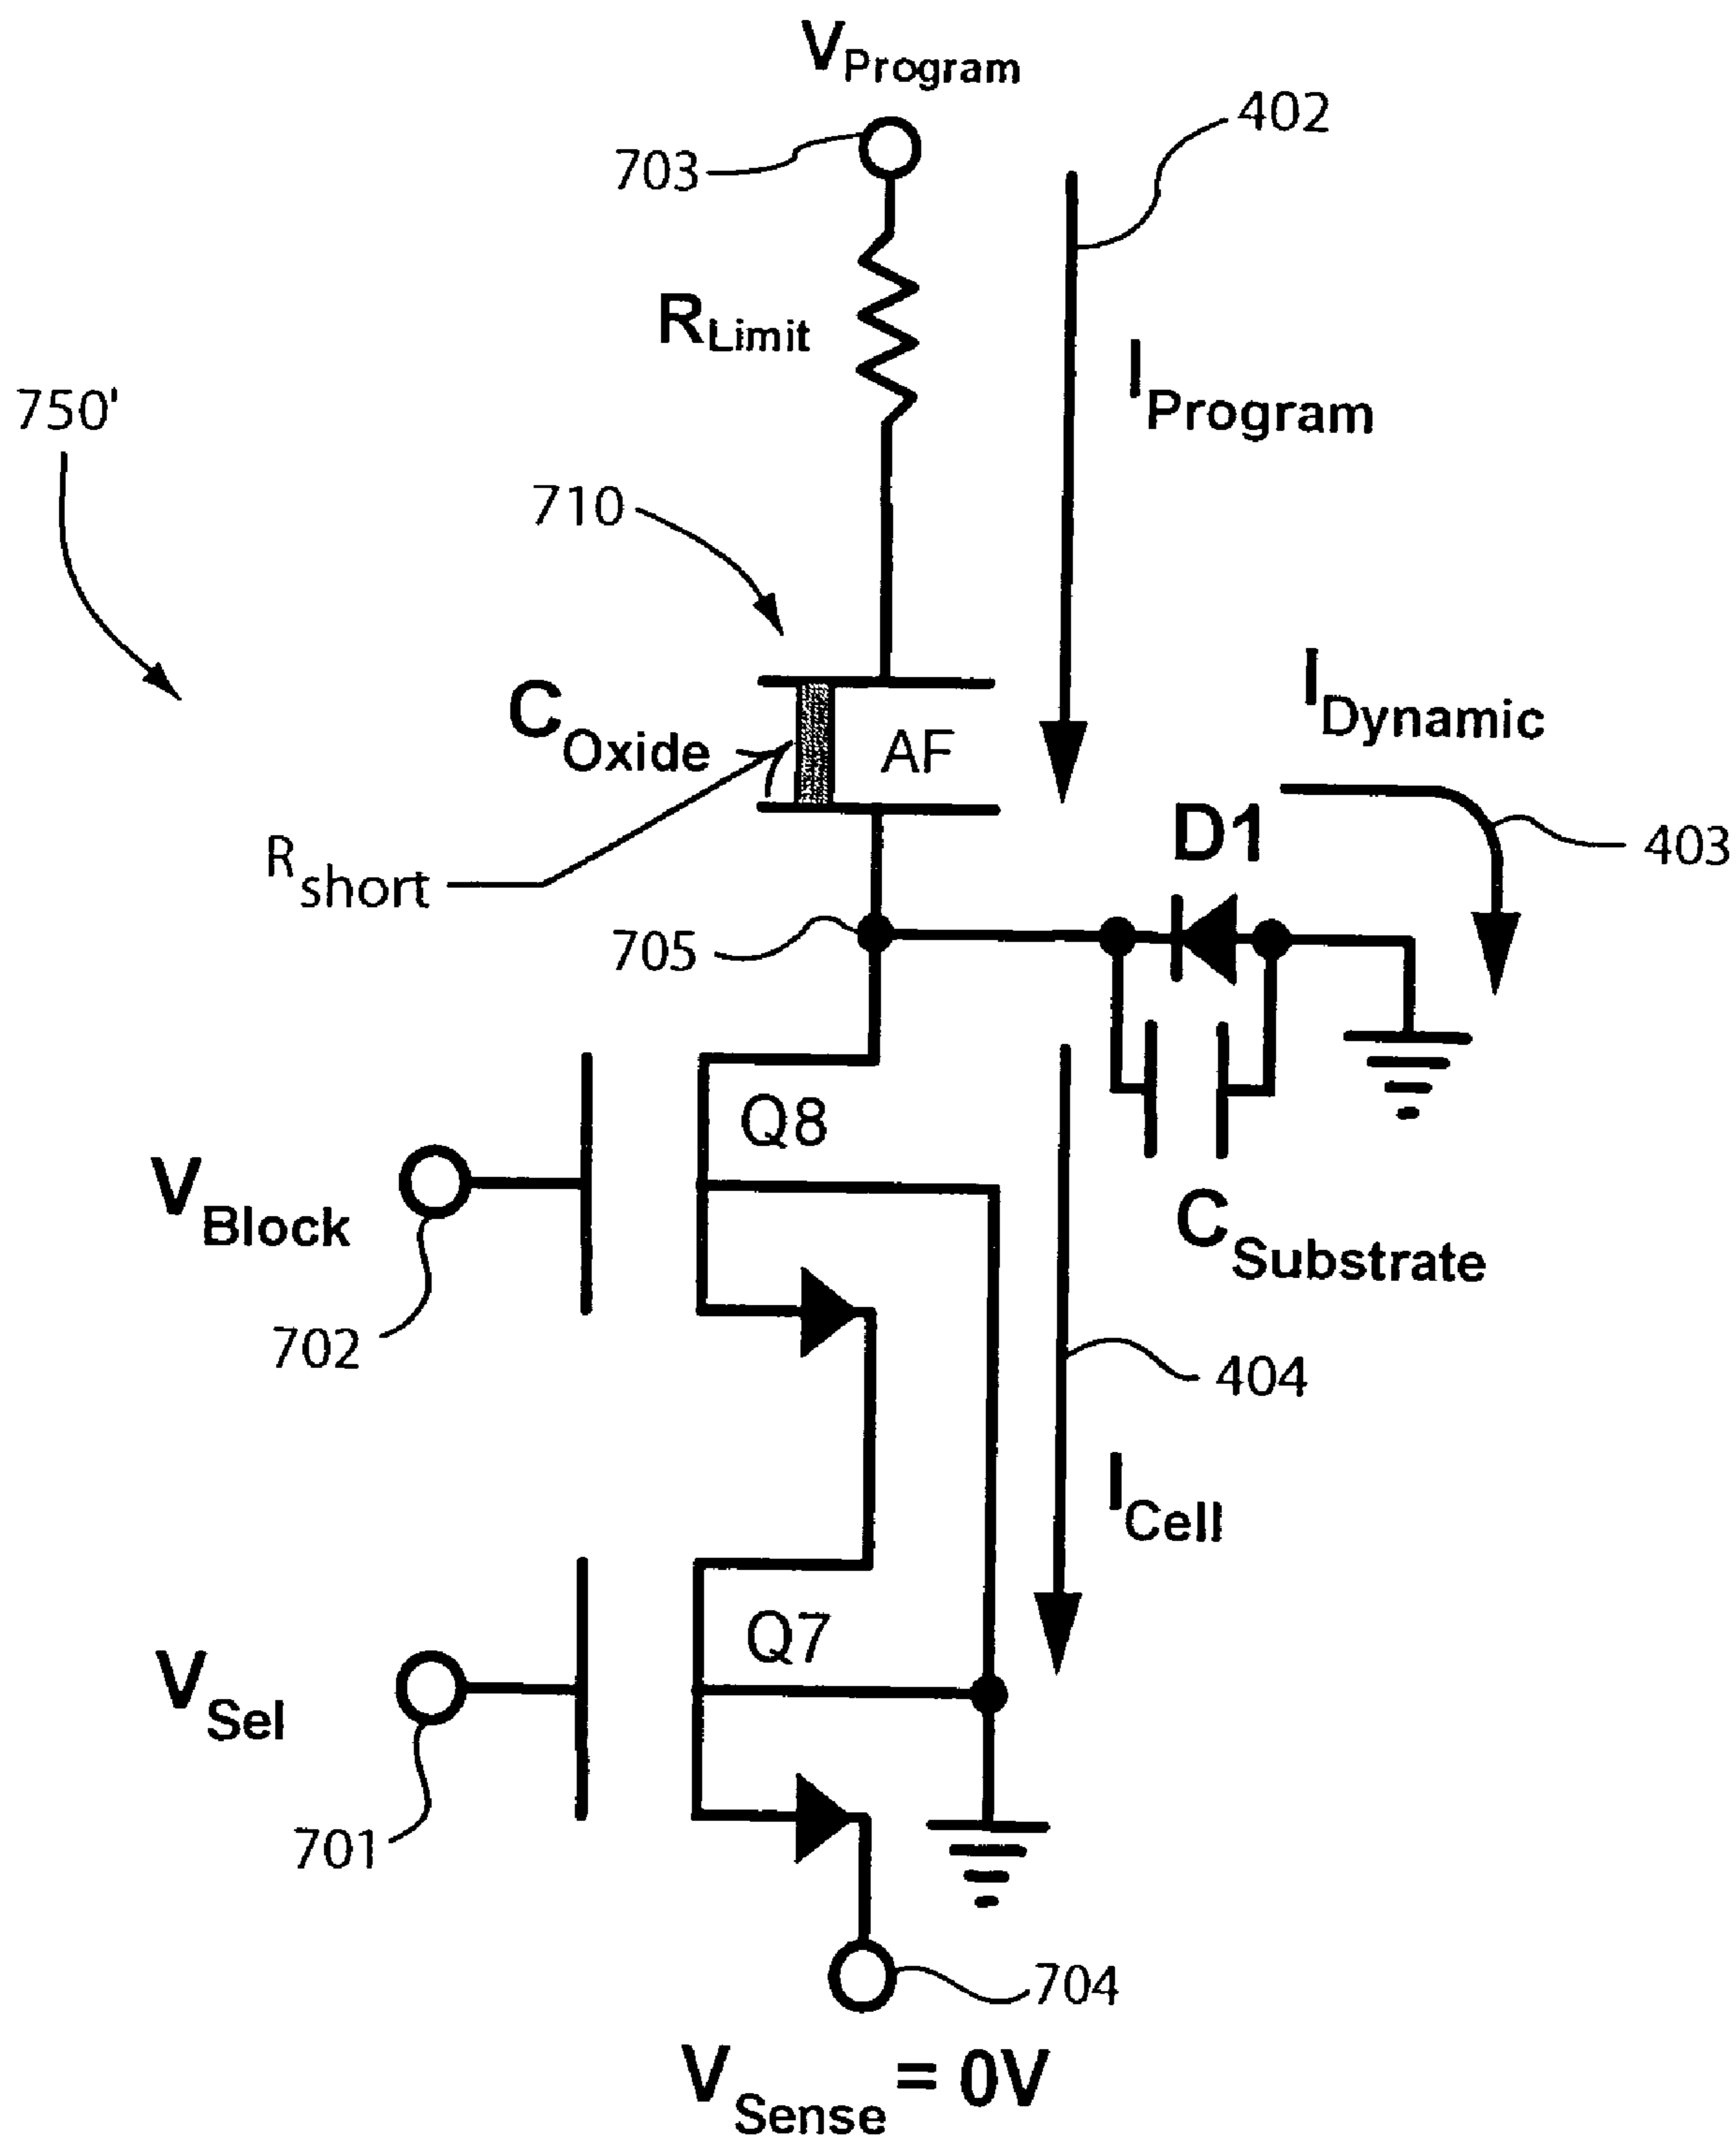 VProgram
402
703
RLimit
IProgram
750'
710
COxide
AF
IDynamic
D1
403
Rshort
705
Q8
VBlock
CSubstrate
702
404
ICell
Q7
VSel
701
704
VSense = 0V